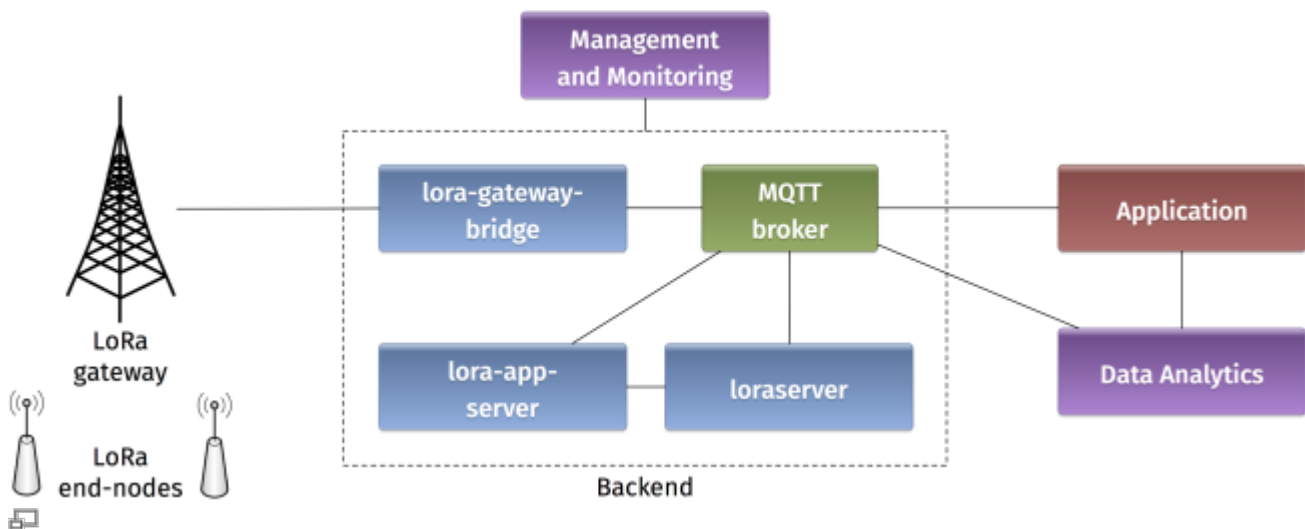 Management
and Monitoring
lora-gateway-
bridge
MQTT
broker
Application
LoRa
gateway
lora-app-
server
loraserver
Data Analytics
LoRa
end-nodes
Backend